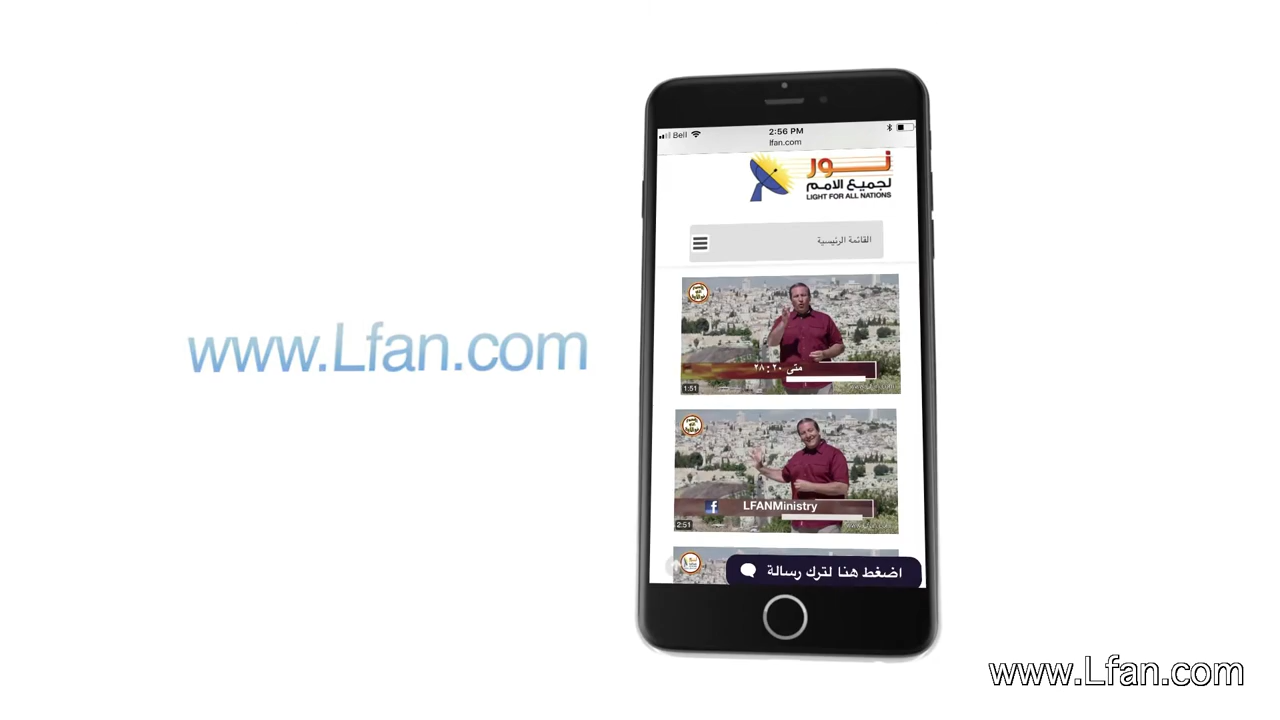 www.Lfan.com
Bell
2:56 PM
lfan.com
نور
لجميع الامم
LIGHT FOR ALL NATIONS
القائمة الرئيسية
متى ٢٠ : ٢٨
1:51
LFANMinistry
2:51
اضغط هنا لترك رسالة
www.Lfan.com